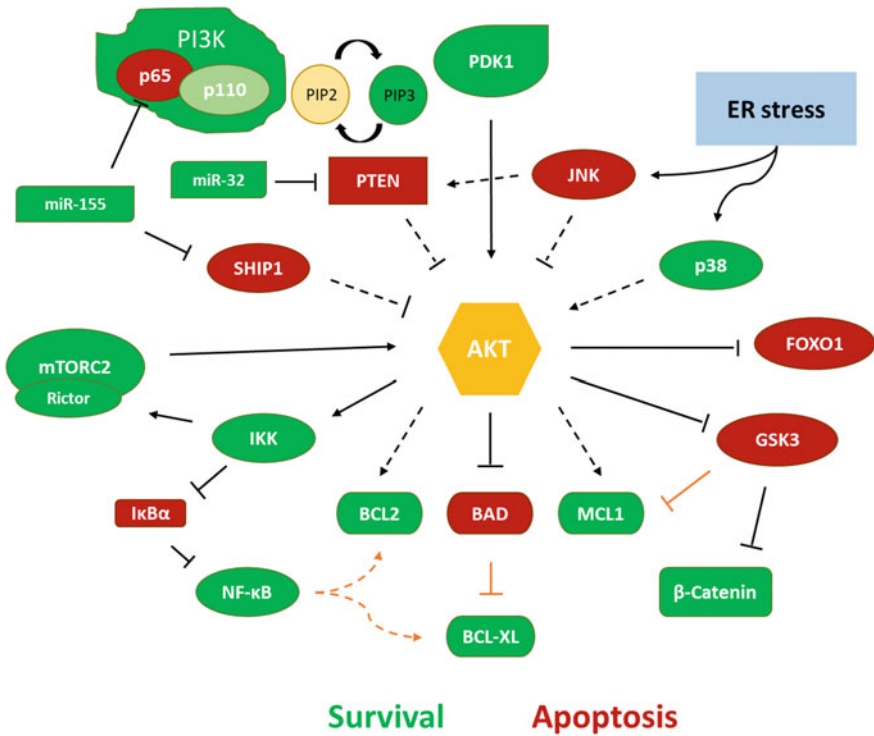 PI3K
p65
p110
PIP2
PIP3
PDK1
ER stress
miR-32
PTEN
JNK
miR-155
SHIP1
p38
mTORC2
Rictor
AKT
FOXO1
IKK
GSK3
IκBα
BCL2
BAD
MCL1
NF-κB
β-Catenin
BCL-XL
Survival
Apoptosis